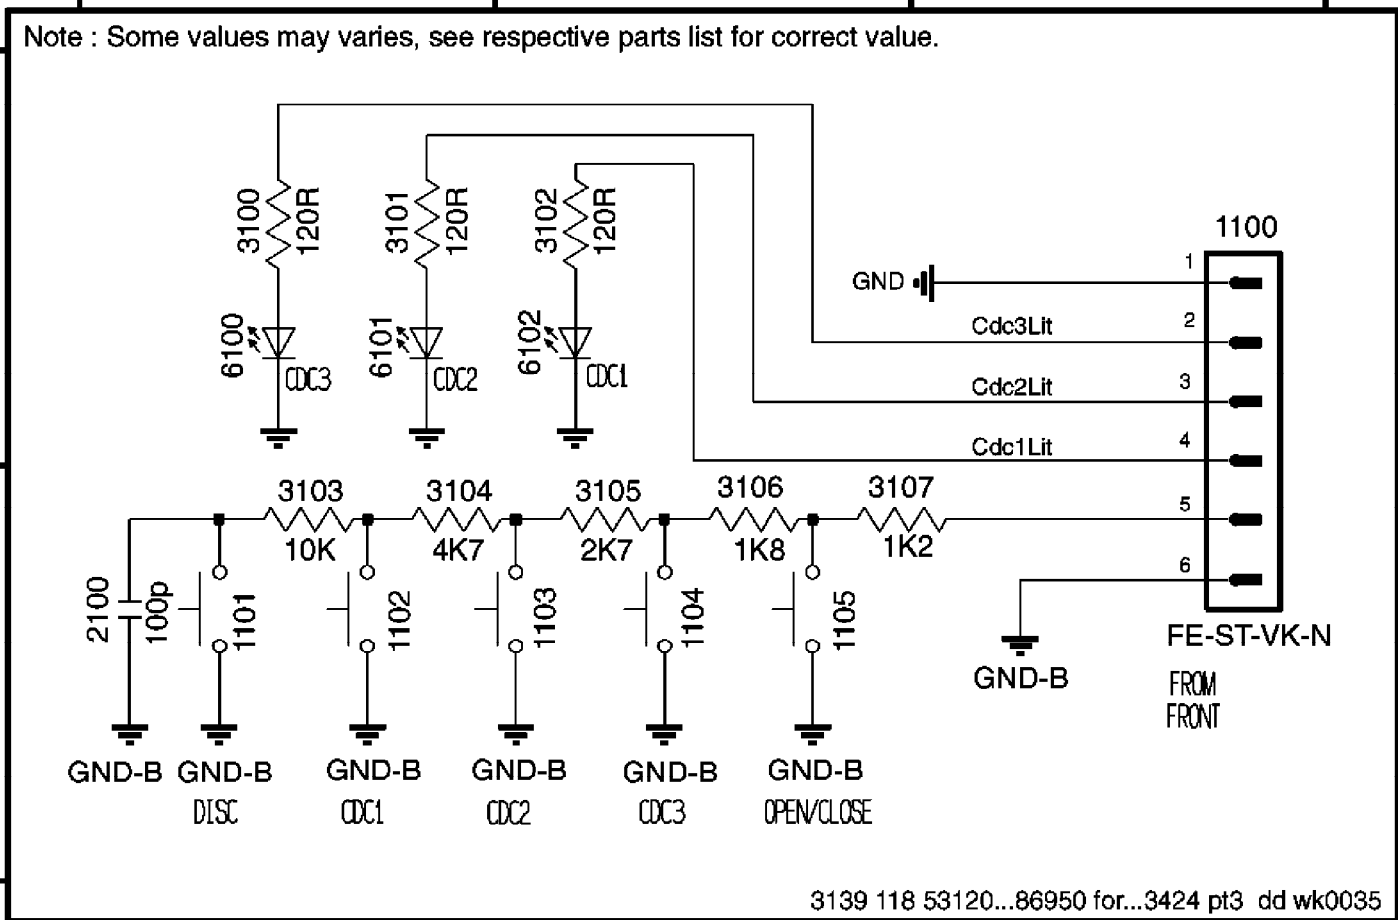 Note : Some values may varies, see respective parts list for correct value.
3100
120R
3101
120R
3102
120R
1100
1
GND
2
Cdc3Lit
6100
CDC3
6101
CDC2
6102
CDC1
3
Cdc2Lit
4
Cdc1Lit
3103
10K
3104
4K7
3105
2K7
3106
1K8
3107
1K2
5
6
2100
100p
1101
1102
1103
1104
1105
FE-ST-VK-N
GND-B
FROM
FRONT
GND-B GND-B GND-B GND-B GND-B GND-B
DISC CDC1 CDC2 CDC3 OPEN/CLOSE
3139 118 53120...86950 for...3424 pt3 dd wk0035